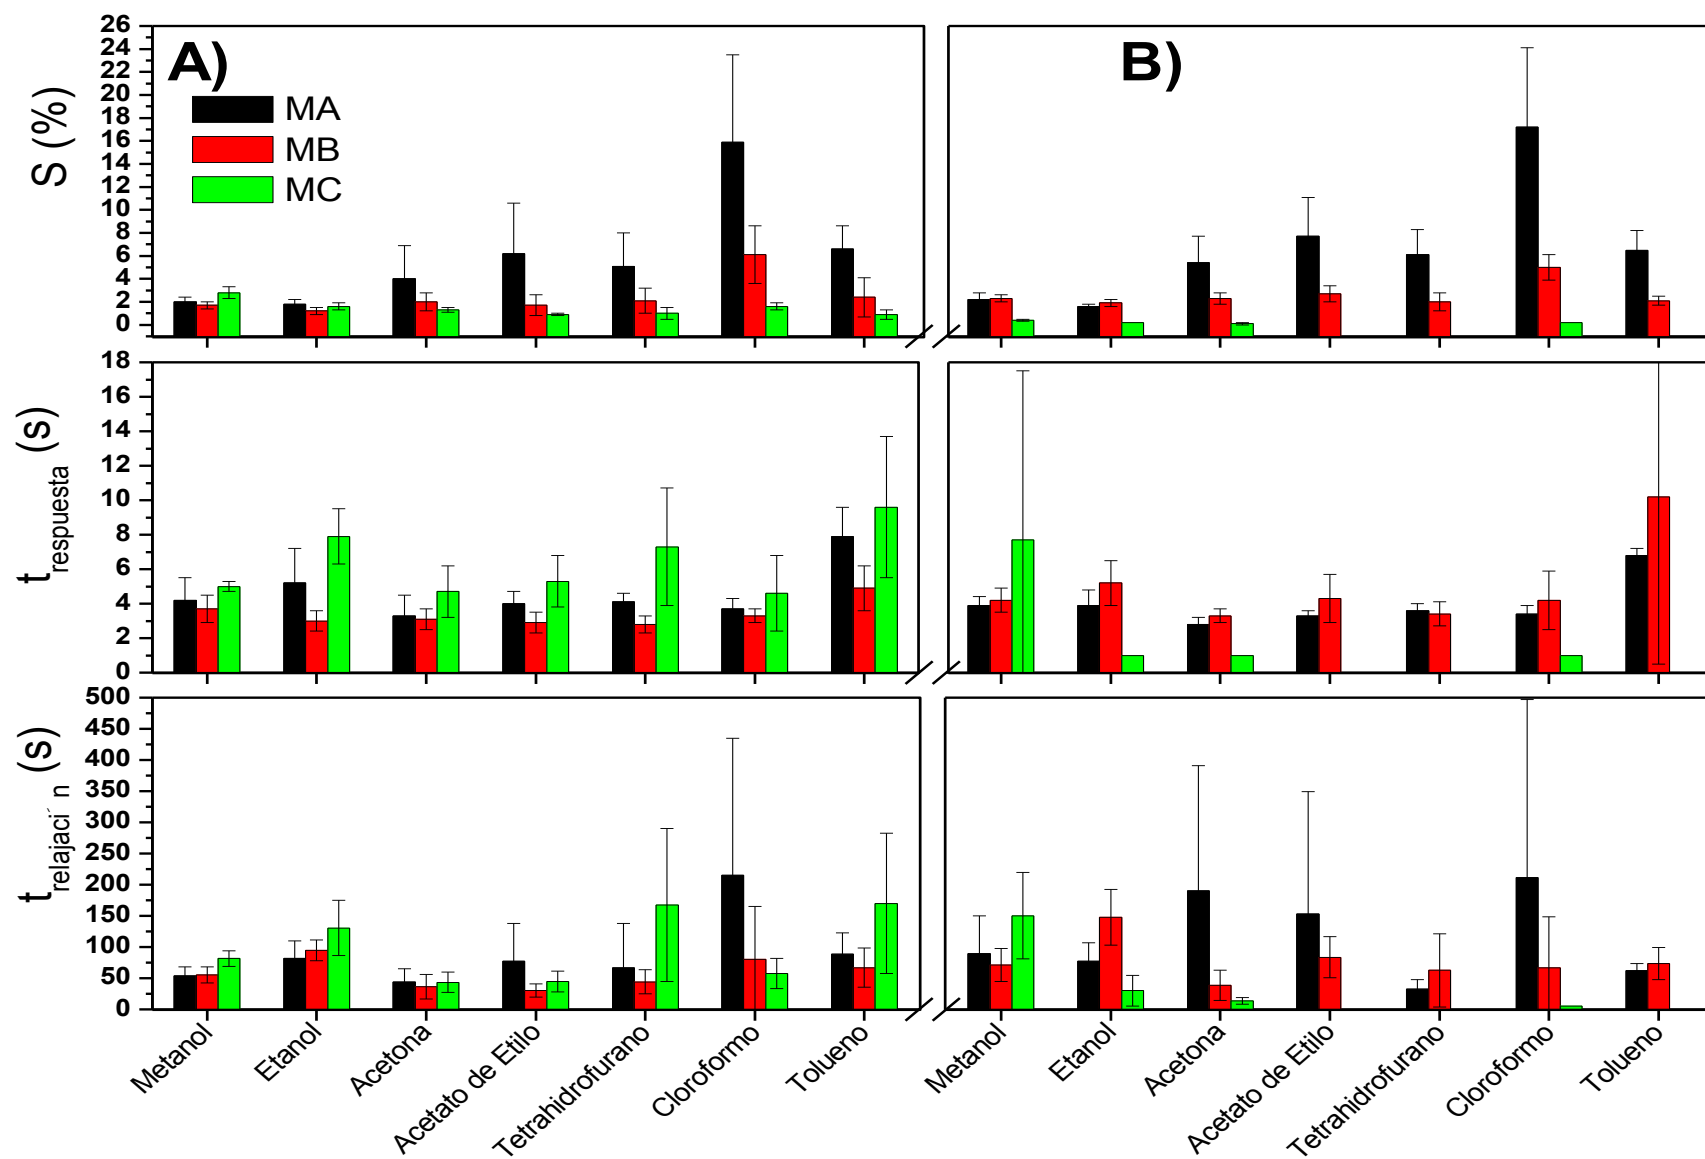 A)
B)
S (%)
26
24
22
20
18
16
14
12
10
8
6
4
2
0
MA
MB
MC
t respuesta (s)
18
16
14
12
10
8
6
4
2
0
t relajací n (s)
500
450
400
350
300
250
200
150
100
50
0
Metanol
Etanol
Acetona
Acetato de Etilo
Tetrahidrofurano
Cloroformo
Tolueno
Metanol
Etanol
Acetona
Acetato de Etilo
Tetrahidrofurano
Cloroformo
Tolueno